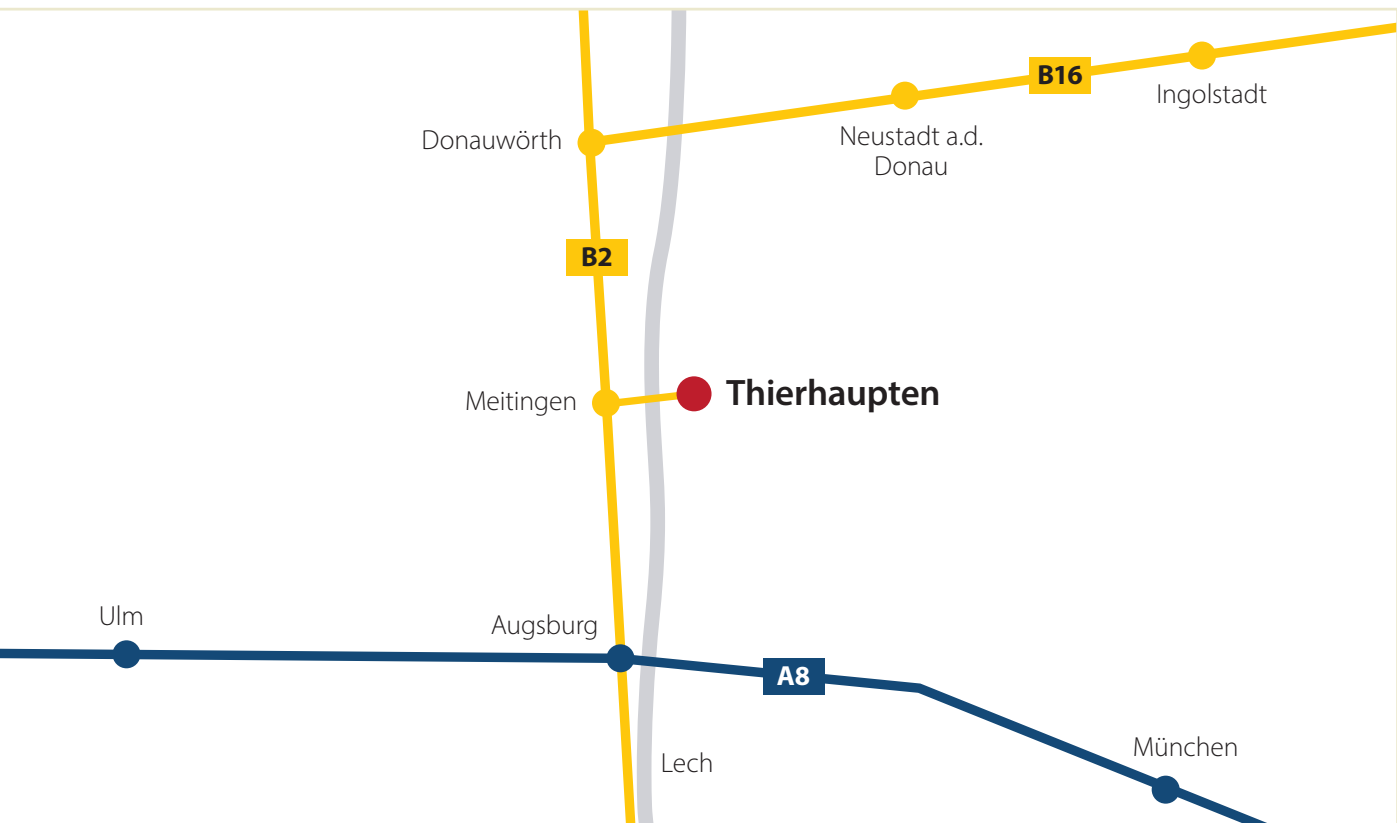 B16
Ingolstadt
Donauwörth
Neustadt a.d.
Donau
B2
Meitingen
Thierhaupten
Ulm
Augsburg
A8
München
Lech